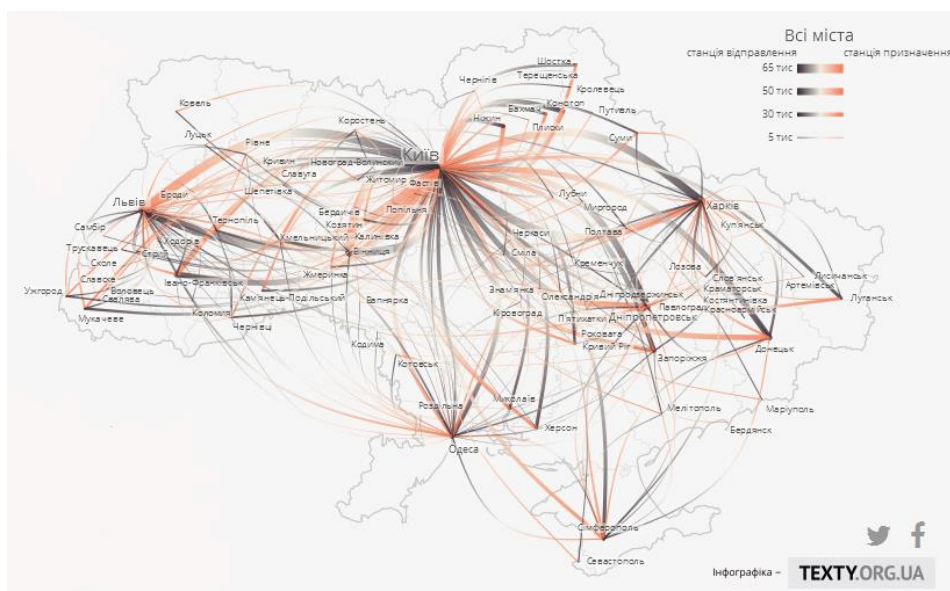 Всі міста
станція відправлення станція призначення
65 тис
50 тис
30 тис
5 тис
Шостка
Терещенська
Чернігів
Кролевець
Ковель
Бахмач Конотоп Путивль
Коростень
Ніжин
Плиски
Луцьк
Суми
Рівне
Київ
Кривин Новоград-Волинський
Славута
Житомир Фастів
Шепетівка
Броди
Лубни
Львів
Миргород
Харків
Бердичів Попільня
Самбір
Тернопіль
Козятин
Куп'янськ
Ходорів
Хмельницький Калинівка
Черкаси
Полтава
Трускавець
Стрий
Вінниця
Сміла
Сколе
Кременчук
Лозова
Славське
Івано-Франківськ
Жмеринка
Слов'янськ
Лисичанськ
Ужгород
Воловець
Краматорськ
Артемівськ
Свалява
Кам'янець-Подільський
Вапнярка
Знам'янка
Олександрія
Дніпродзержинськ
Костянтинівка
Луганськ
Мукачеве
Коломия
Кіровоград
Павлоград
Красноармійськ
П'ятихатки
Дніпропетровськ
Чернівці
Роковата
Кодима
Кривий Ріг
Донецьк
Котовськ
Запоріжжя
Роздільна
Миколаїв
Мелітополь
Маріуполь
Херсон
Бердянск
Одеса
Сімферополь
Севастополь
Інфографіка – TEXTY.ORG.UA